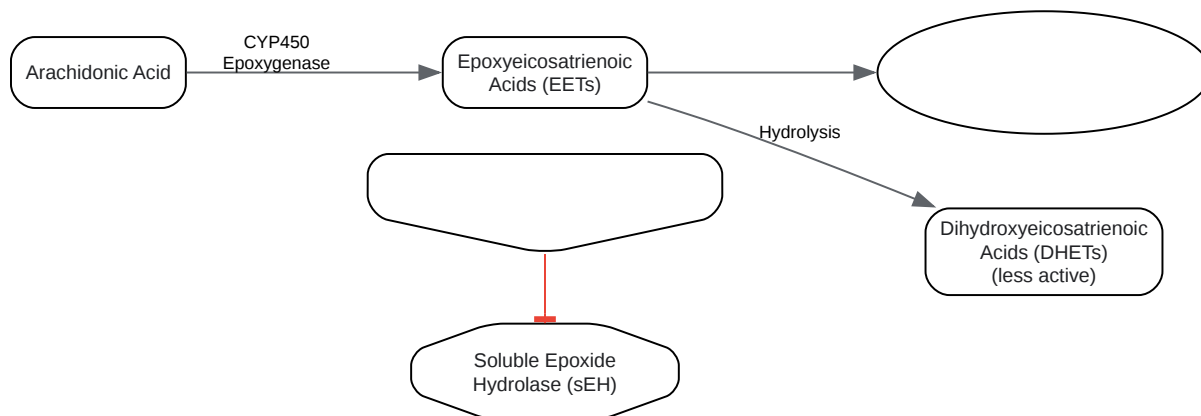 CYP450
Epoxygenase
Arachidonic Acid
Epoxyeicosatrienoic
Acids (EETs)
Hydrolysis
Dihydroxyeicosatrienoic
Acids (DHETs)
(less active)
Soluble Epoxide
Hydrolase (sEH)